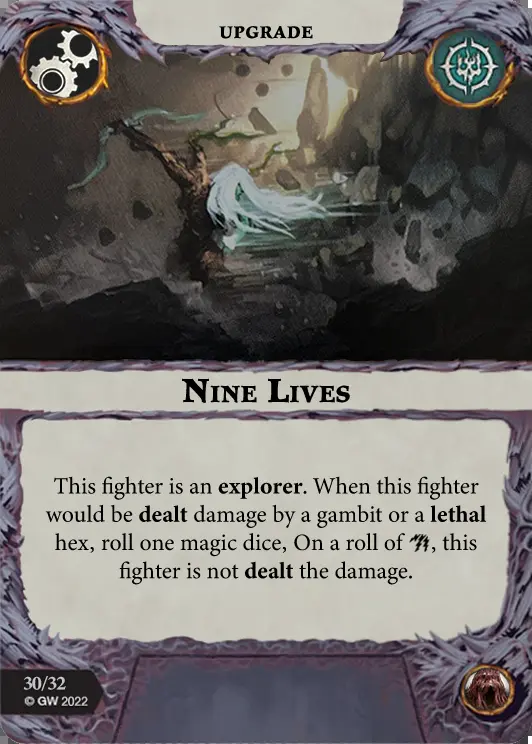 UPGRADE
NINE LIVES
This fighter is an explorer. When this fighter
would be dealt damage by a gambit or a lethal
hex, roll one magic dice, On a roll of , this
fighter is not dealt the damage.
30/32
© GW 2022